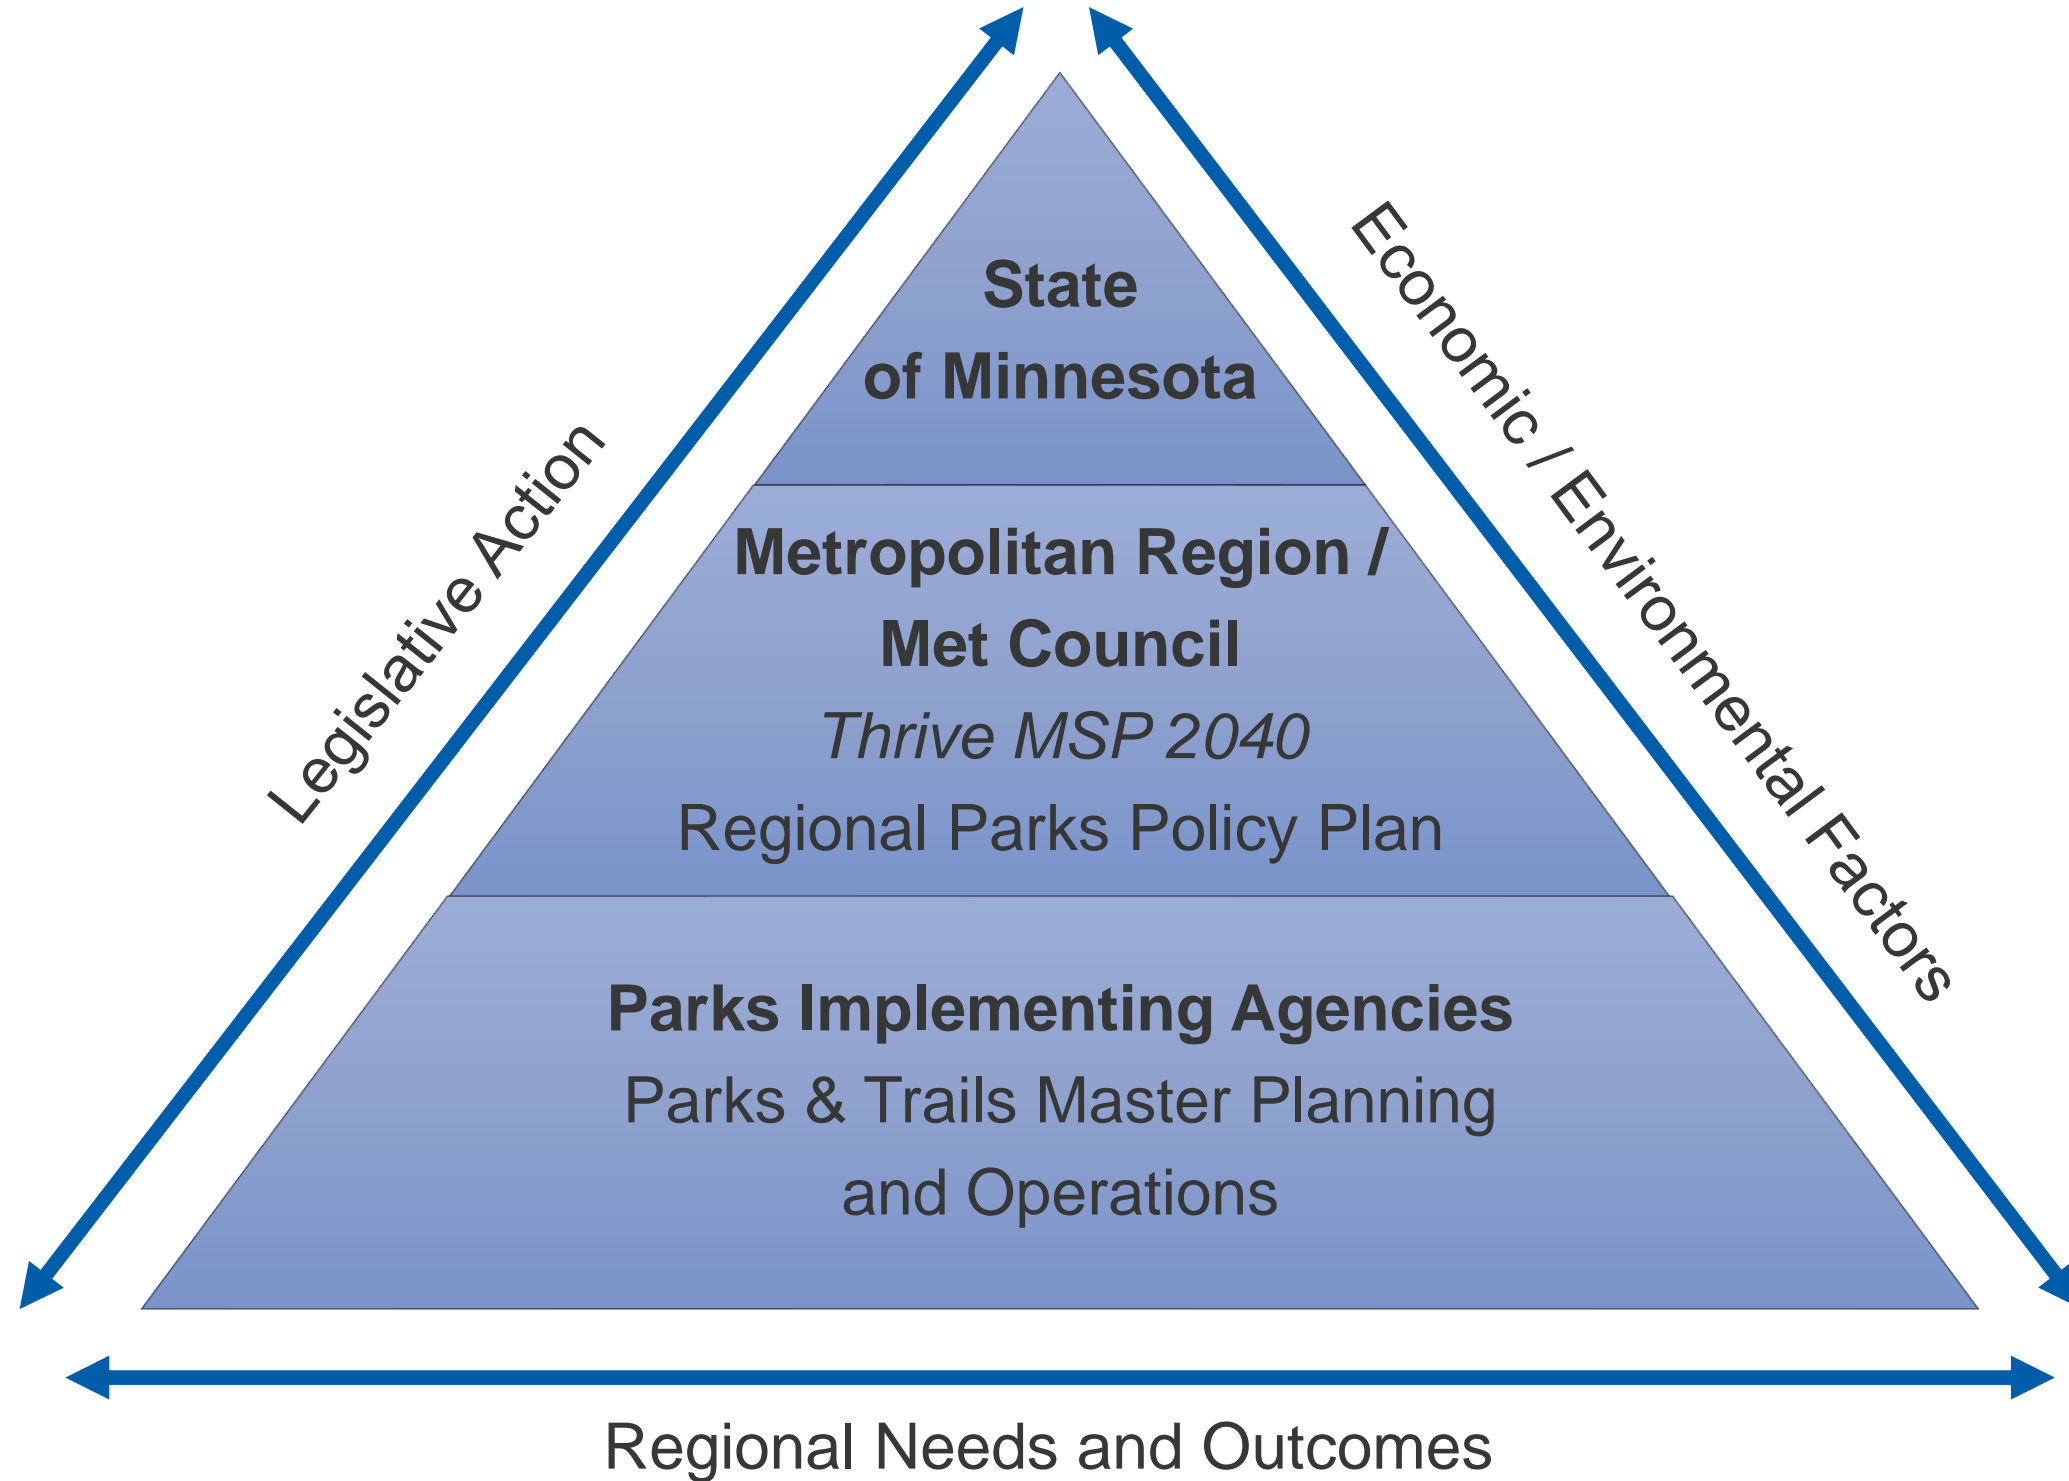 State
of Minnesota
Metropolitan Region /
Met Council
Thrive MSP 2040
Regional Parks Policy Plan
Parks Implementing Agencies
Parks & Trails Master Planning
and Operations
Legislative Action
Economic / Environmental Factors
Regional Needs and Outcomes